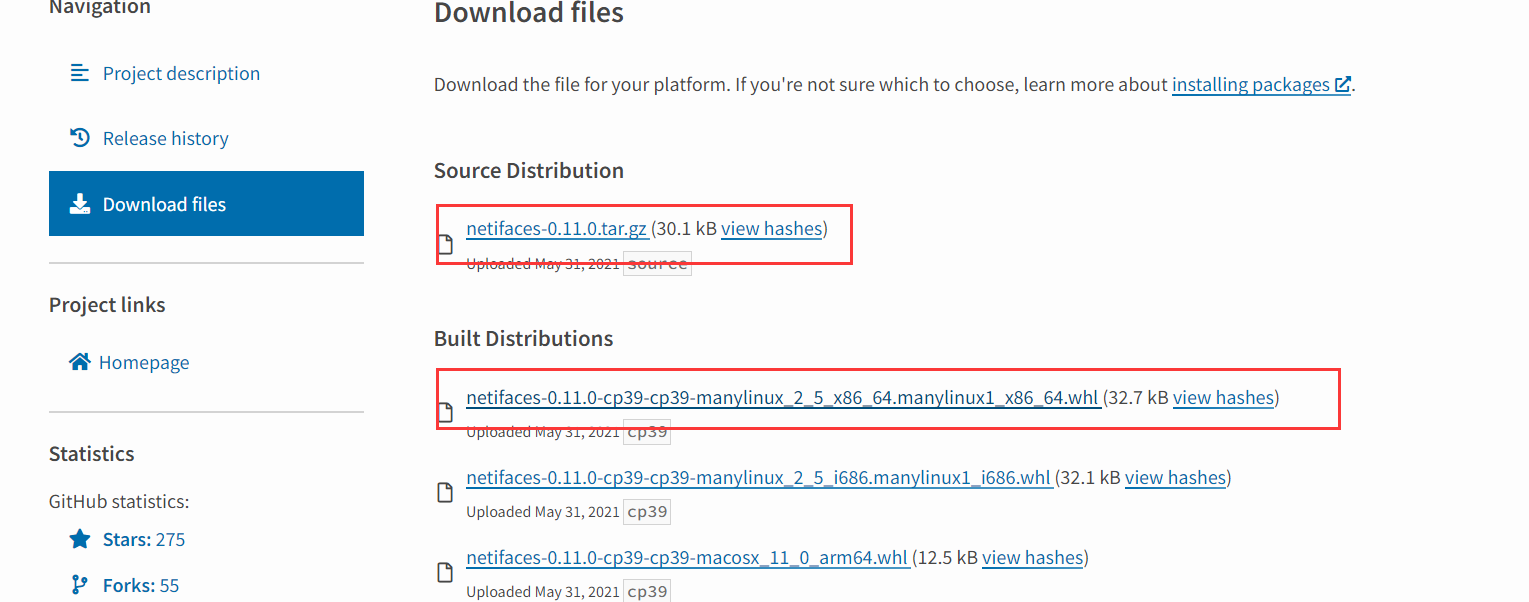 Navigation
Project description
Release history
Download files
Project links
Homepage
Statistics
GitHub statistics:
Stars: 275
Forks: 55
Download files
Download the file for your platform. If you're not sure which to choose, learn more about installing packages.
Source Distribution
netifaces-0.11.0.tar.gz (30.1 kB view hashes)
Uploaded May 31, 2021 source
Built Distributions
netifaces-0.11.0-cp39-cp39-manylinux_2_5_x86_64.manylinux1_x86_64.whl (32.7 kB view hashes)
Uploaded May 31, 2021 cp39
netifaces-0.11.0-cp39-cp39-manylinux_2_5_i686.manylinux1_i686.whl (32.1 kB view hashes)
Uploaded May 31, 2021 cp39
netifaces-0.11.0-cp39-cp39-macosx_11_0_arm64.whl (12.5 kB view hashes)
Uploaded May 31, 2021 cp39